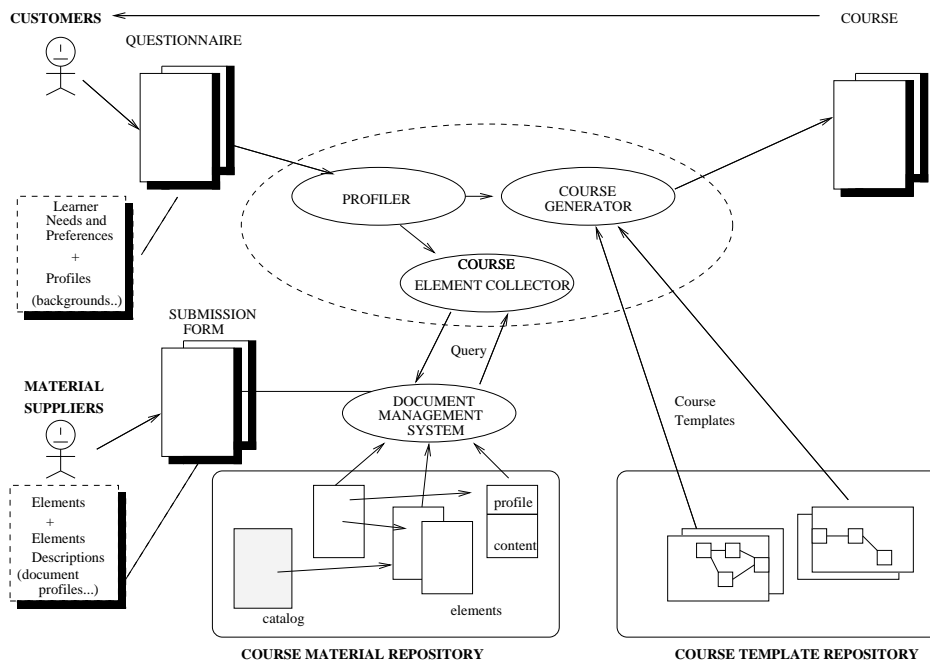 CUSTOMERS
COURSE
QUESTIONNAIRE
Learner
Needs and
Preferences
+
Profiles
(backgrounds..)
PROFILER
COURSE
GENERATOR
COURSE
ELEMENT COLLECTOR
SUBMISSION
FORM
Query
MATERIAL
SUPPLIERS
DOCUMENT
MANAGEMENT
SYSTEM
Course
Templates
Elements
+
Elements
Descriptions
(document
profiles...)
profile
content
catalog
elements
COURSE MATERIAL REPOSITORY
COURSE TEMPLATE REPOSITORY